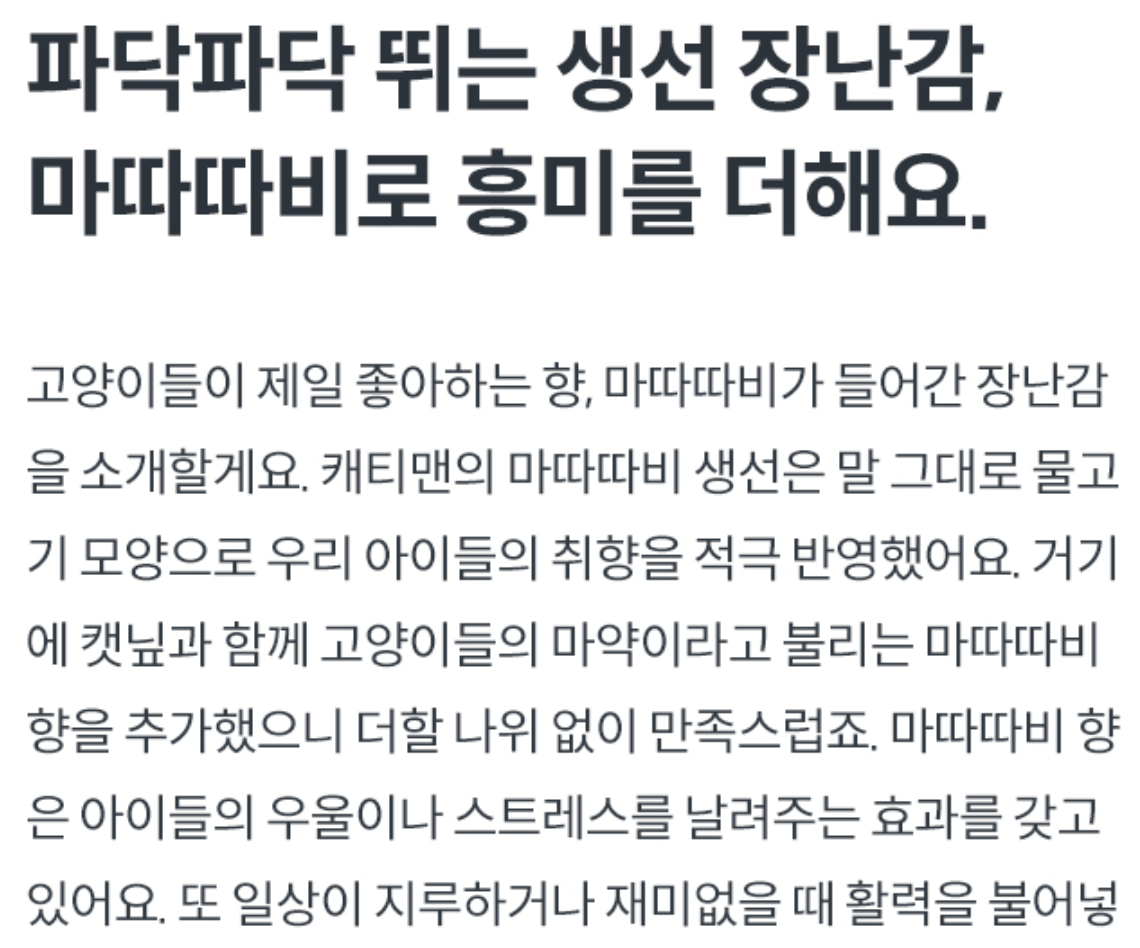 파닥파닥 뛰는 생선 장난감,
마따따비로 흥미를 더해요.
고양이들이 제일 좋아하는 향, 마따따비가 들어간 장난감
을 소개할게요. 캐티맨의 마따따비 생선은 말 그대로 물고
기 모양으로 우리 아이들의 취향을 적극 반영했어요. 거기
에 캣닢과 함께 고양이들의 마약이라고 불리는 마따따비
향을 추가했으니 더할 나위 없이 만족스럽죠. 마따따비 향
은 아이들의 우울이나 스트레스를 날려주는 효과를 갖고
있어요. 또 일상이 지루하거나 재미없을 때 활력을 불어넣